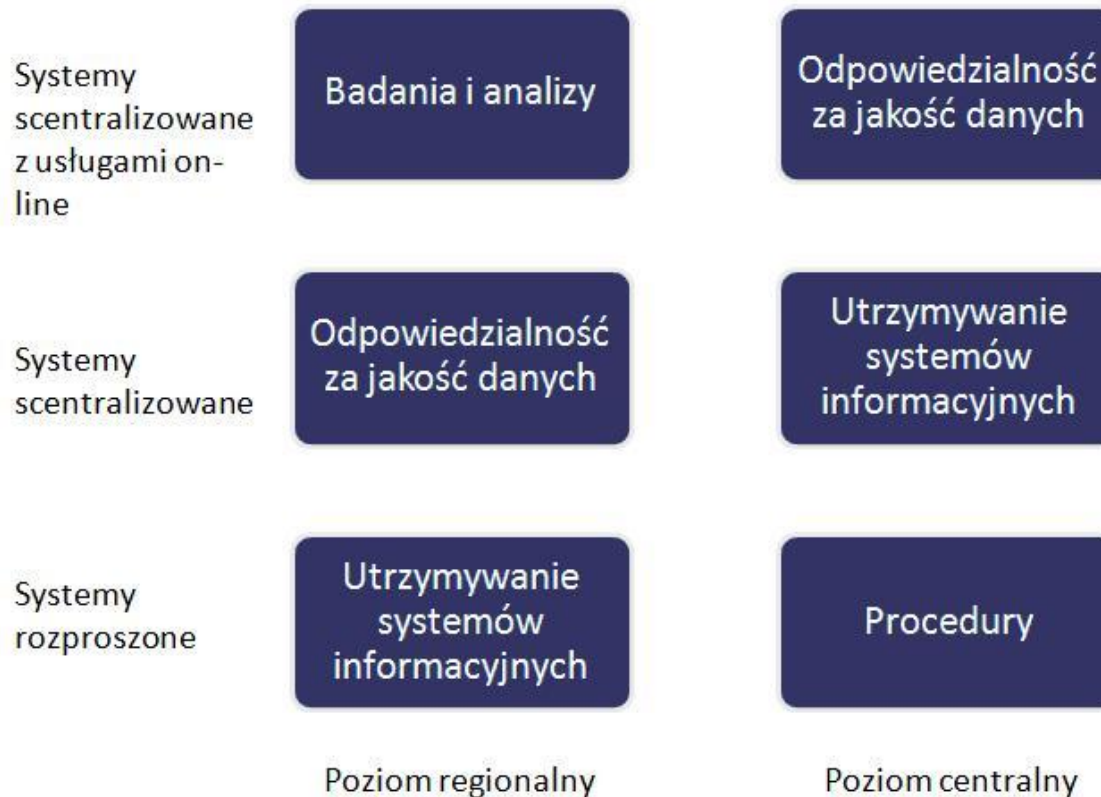 Systemy
scentralizowane
z usługami on-
line
Badania i analizy
Odpowiedzialność
za jakość danych
Systemy
scentralizowane
Odpowiedzialność
za jakość danych
Utrzymywanie
systemów
informacyjnych
Systemy
rozproszone
Utrzymywanie
systemów
informacyjnych
Procedury
Poziom regionalny
Poziom centralny